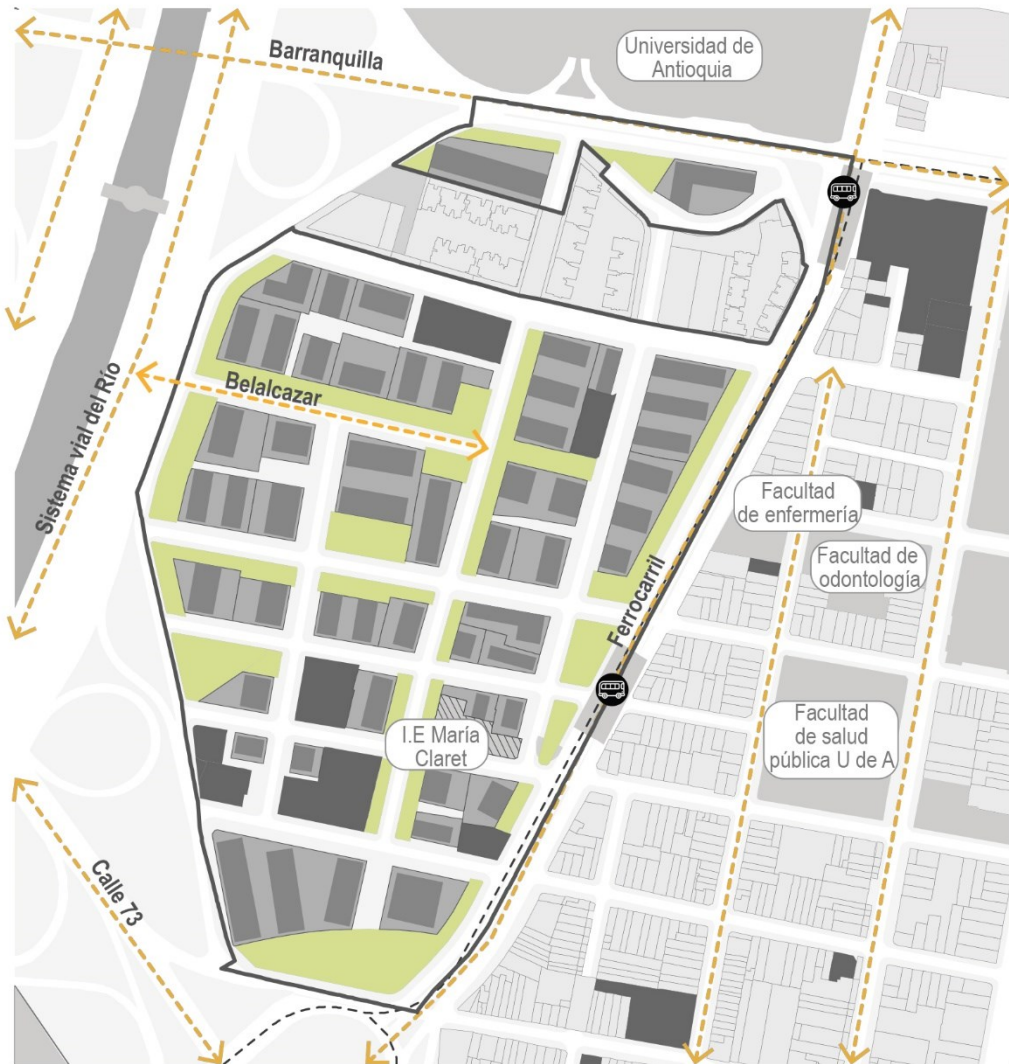 Barranquilla
Universidad de
Antioquia
Sistema vial del Río
Belalcazar
Facultad
de enfermería
Facultad de
odontología
Ferrocarril
I.E María
Claret
Facultad
de salud
pública U de A
Calle 73